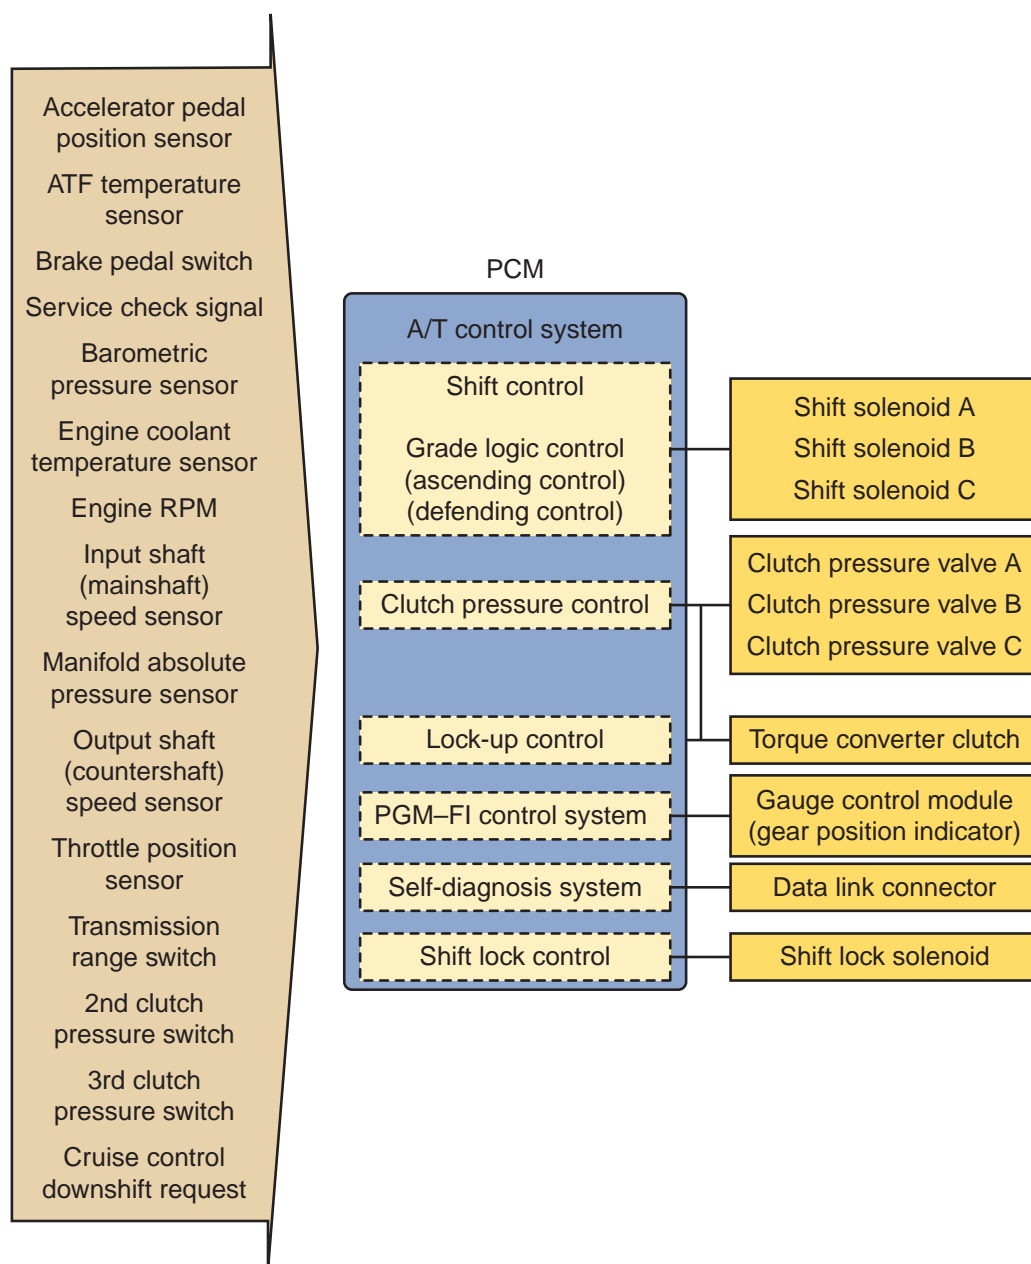 Accelerator pedal
position sensor
ATF temperature
sensor
Brake pedal switch
Service check signal
Barometric
pressure sensor
Engine coolant
temperature sensor
Engine RPM
Input shaft
(mainshaft)
speed sensor
Manifold absolute
pressure sensor
Output shaft
(countershaft)
speed sensor
Throttle position
sensor
Transmission
range switch
2nd clutch
pressure switch
3rd clutch
pressure switch
Cruise control
downshift request
PCM
A/T control system
Shift control
Grade logic control
(ascending control)
(defending control)
Clutch pressure control
Lock-up control
PGM–FI control system
Self-diagnosis system
Shift lock control
Shift solenoid A
Shift solenoid B
Shift solenoid C
Clutch pressure valve A
Clutch pressure valve B
Clutch pressure valve C
Torque converter clutch
Gauge control module
(gear position indicator)
Data link connector
Shift lock solenoid